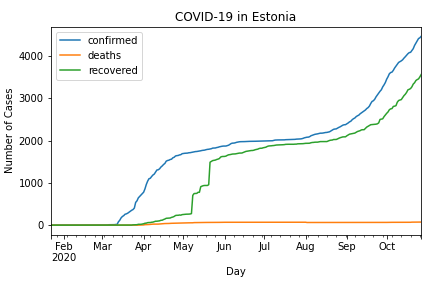 COVID-19 in Estonia
confirmed
deaths
recovered
Number of Cases
4000
3000
2000
1000
0
Feb Mar Apr May Jun Jul Aug Sep Oct
2020
Day